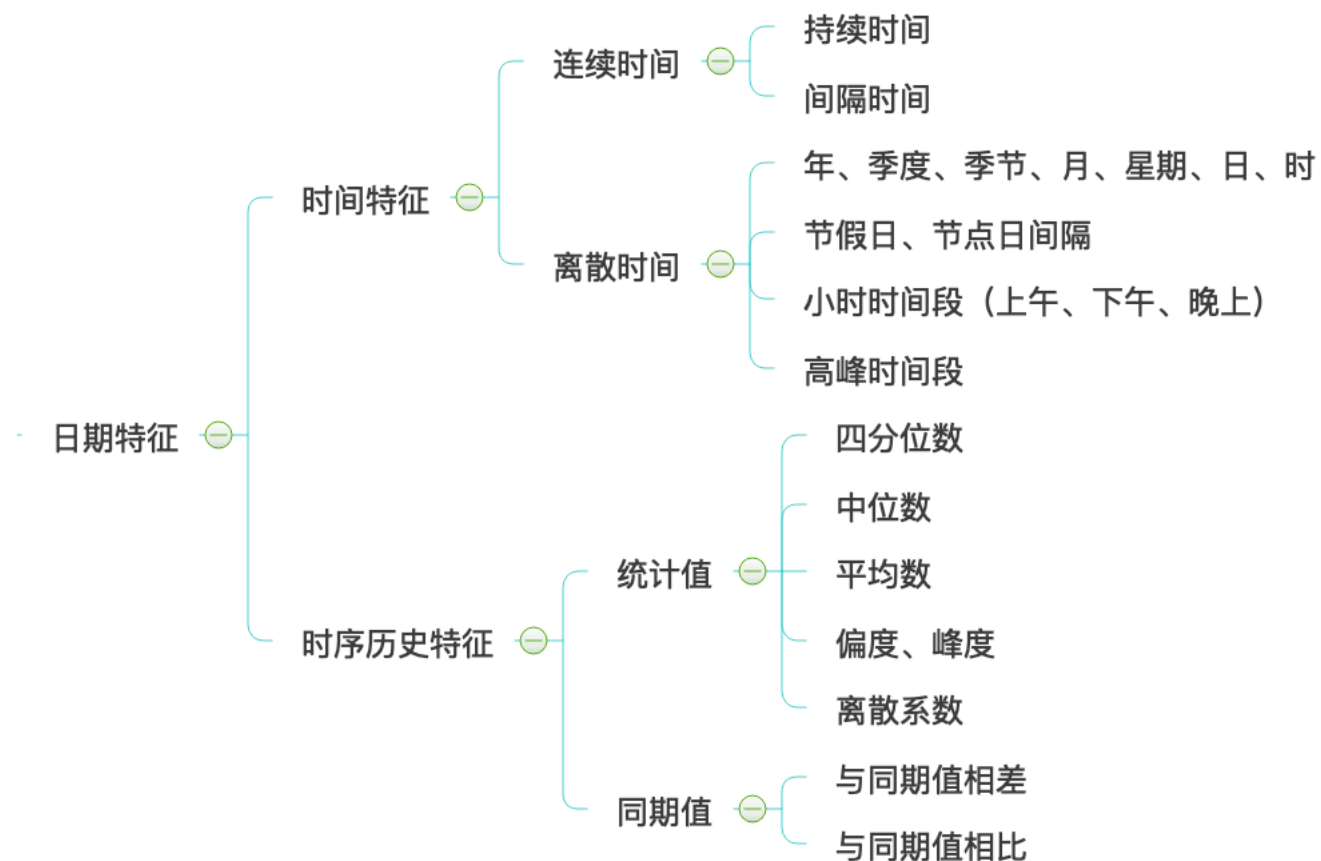 持续时间
连续时间
间隔时间
年、季度、季节、月、星期、日、时
时间特征
节假日、节点日间隔
离散时间
小时时间段（上午、下午、晚上）
高峰时间段
日期特征
四分位数
中位数
统计值
平均数
时序历史特征
偏度、峰度
离散系数
与同期值相差
同期值
与同期值相比